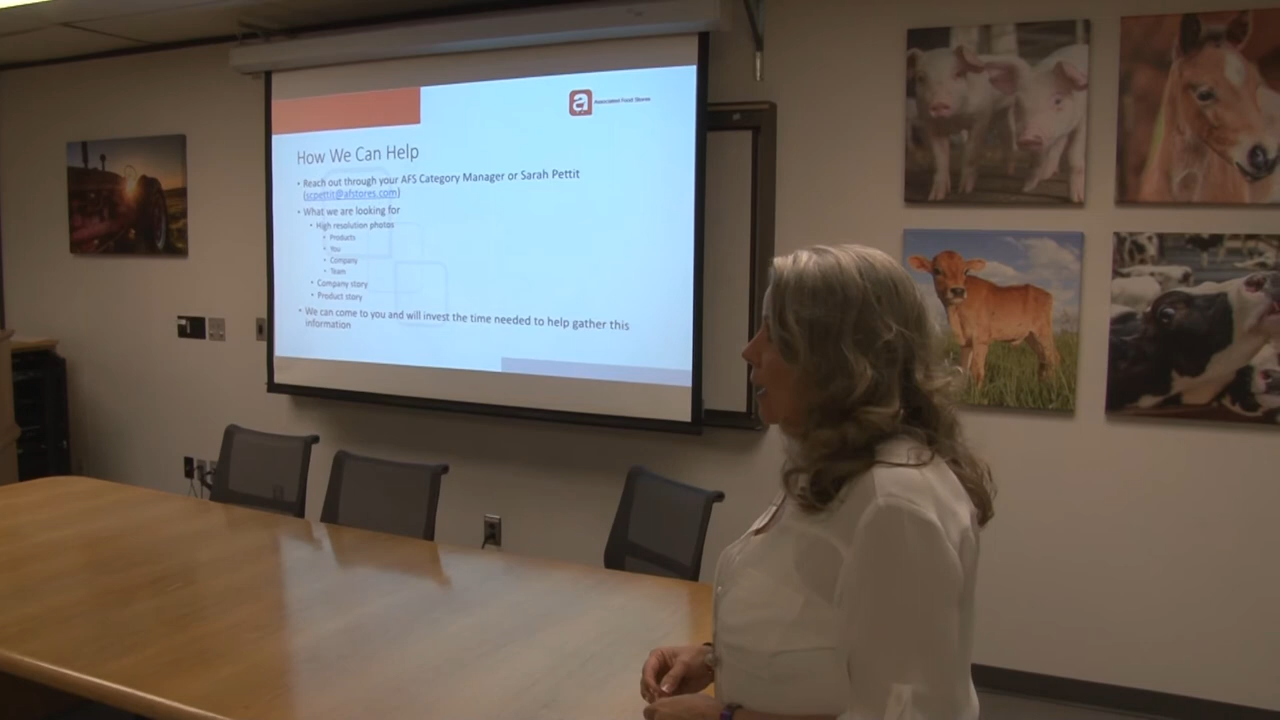 a
Associated Food Stores
How We Can Help
• Reach out through your AFS Category Manager or Sarah Pettit
(scpettit@afstores.com)
• What we are looking for
• High resolution photos
• Products
• You
• Company
• Team
• Company story
• Product story
• We can come to you and will invest the time needed to help gather this
information